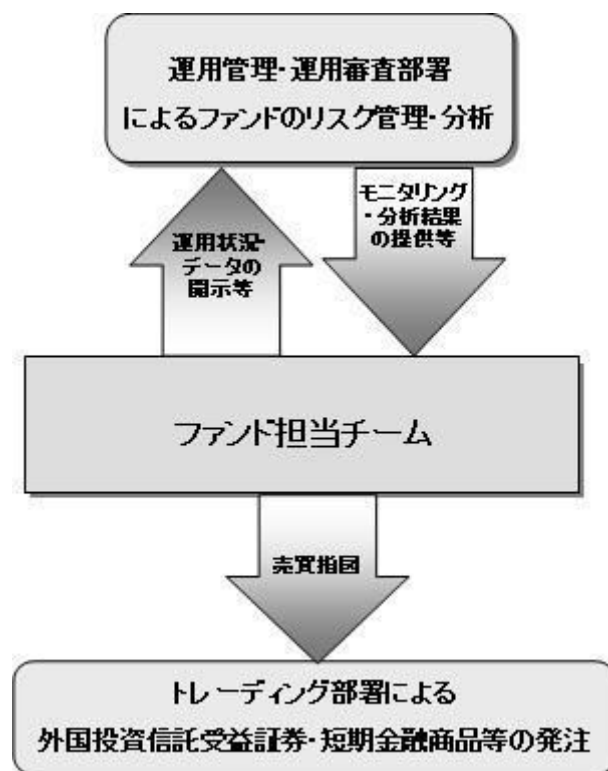 運用管理・運用審査部署
によるファンドのリスク管理・分析
運用状況・
データの
開示等
モニタリング
・分析結果
の提供等
ファンド担当チーム
売買指図
トレーディング部署による
外国投資信託受益証券・短期金融商品等の発注